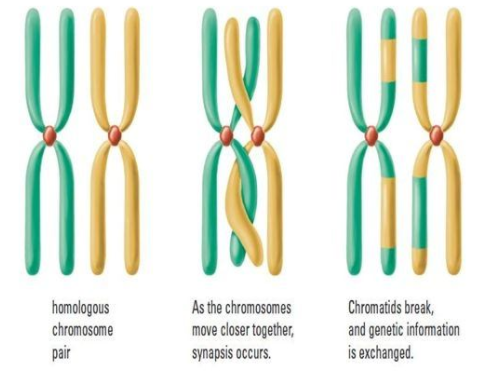 homologous
chromosome
pair
As the chromosomes
move closer together,
synapsis occurs.
Chromatids break,
and genetic information
is exchanged.